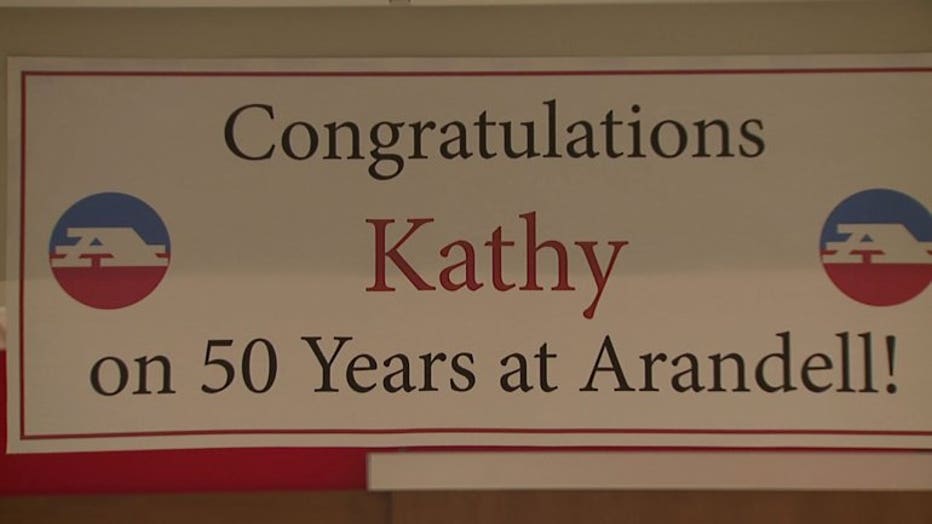 Congratulations
Kathy
on 50 Years at Arandell!